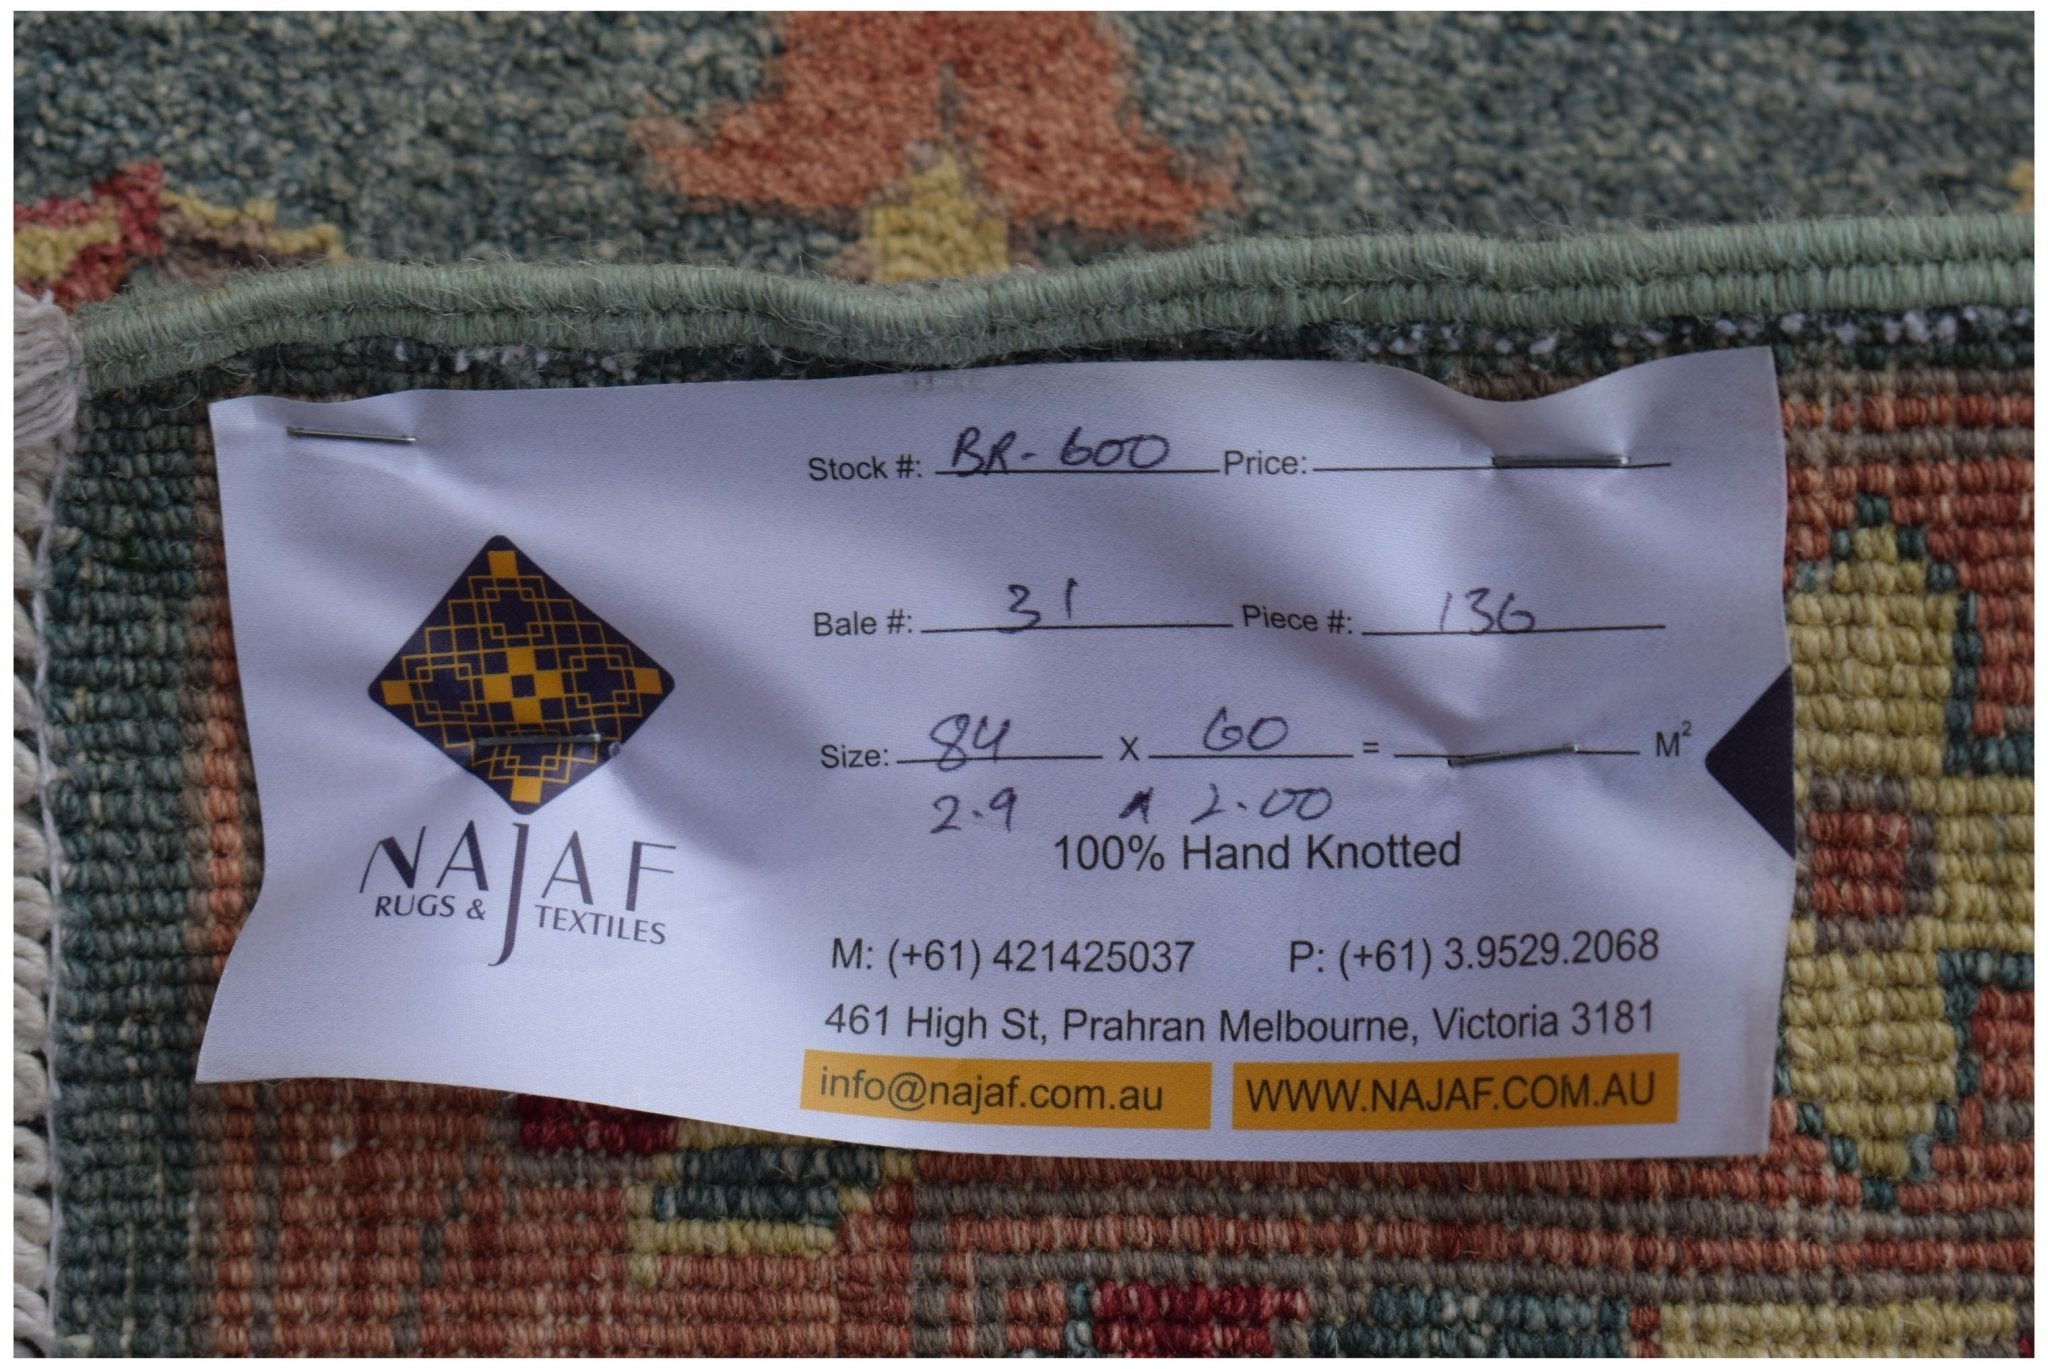 Stock #: BR-600 Price:
Bale #: 31 Piece #: 136
Size: 84 X 60 = M²
2.9 x 2.00
100% Hand Knotted
NAJAF
RUGS & TEXTILES
M: (+61) 421425037 P: (+61) 3.9529.2068
461 High St, Prahran Melbourne, Victoria 3181
info@najaf.com.au WWW.NAJAF.COM.AU